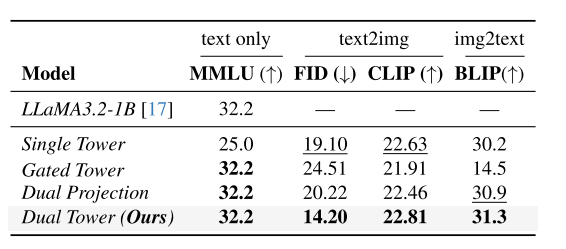 text only text2img img2text
Model MMLU (↑) FID (↓) CLIP (↑) BLIP(↑)
LLaMA3.2-1B [17] 32.2 — — —
Single Tower 25.0 19.10 22.63 30.2
Gated Tower 32.2 24.51 21.91 14.5
Dual Projection 32.2 20.22 22.46 30.9
Dual Tower (Ours) 32.2 14.20 22.81 31.3